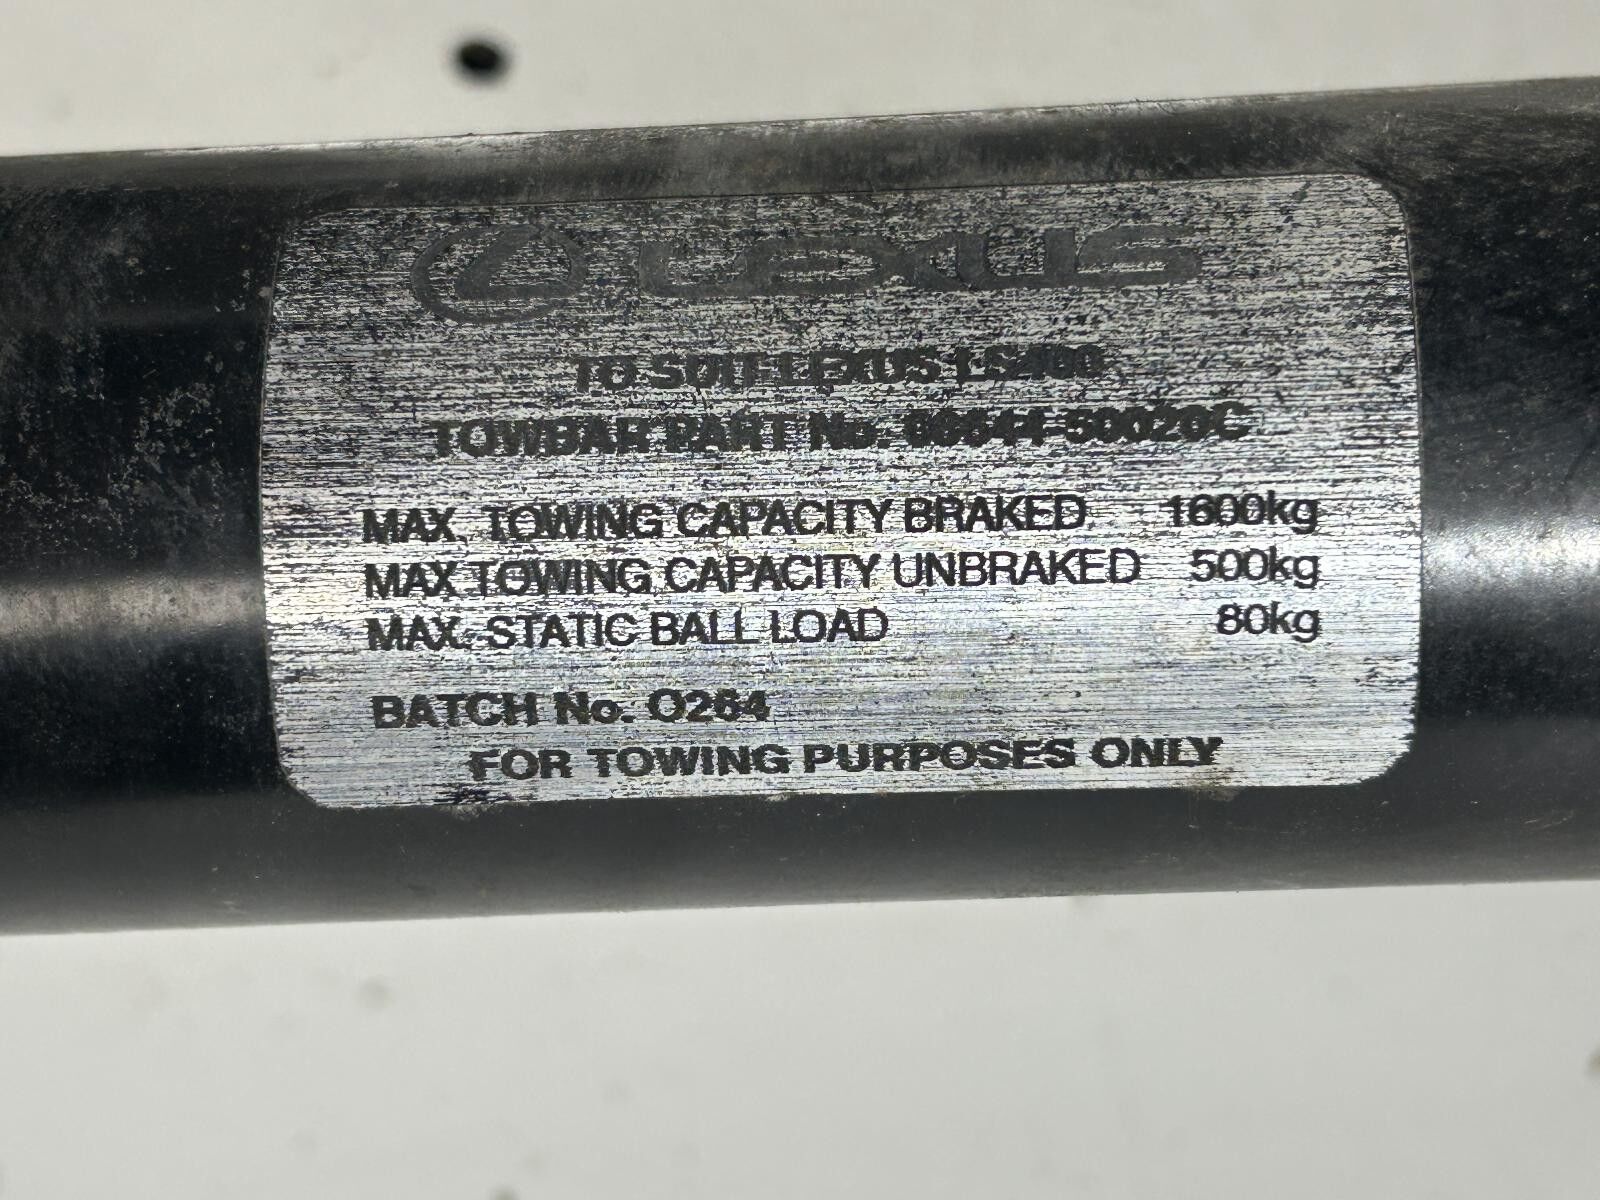 LEXUS
TO SUIT LEXUS LS400
TOWBAR PART No.
MAX. TOWING CAPACITY BRAKED 1600kg
MAX TOWING CAPACITY UNBRAKED 500kg
MAX. STATIC BALL LOAD 80kg
BATCH No. O264
FOR TOWING PURPOSES ONLY